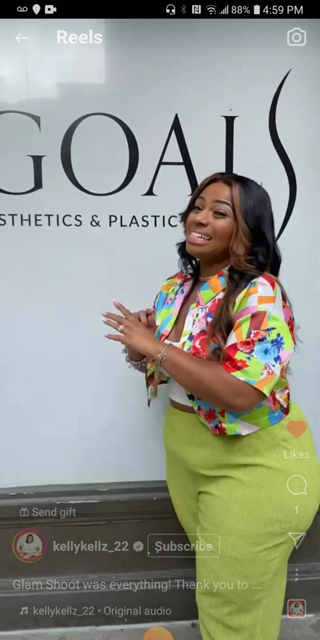 88% 4:59 PM
Reels
GOALS
STHETICS & PLASTIC
Send gift
kellykellz_22 Subscribe
Likes
1
Glam Shoot was everything! Thank you to ...
kellykellz_22 • Original audio